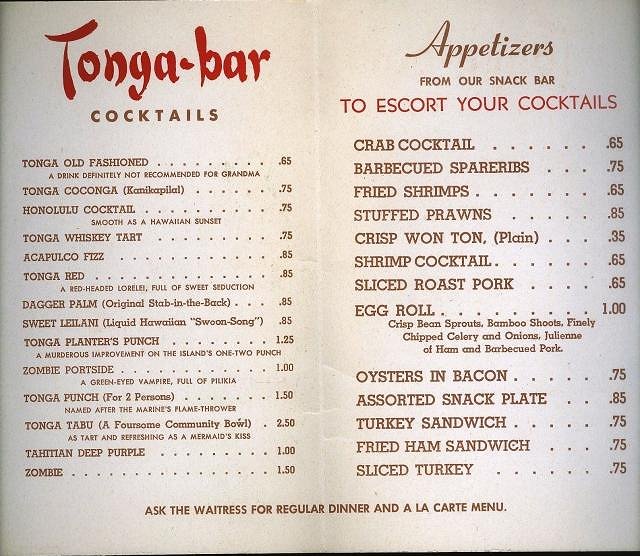 Tonga-bar
COCKTAILS
TONGA OLD FASHIONED . . . . . . . . . .65
A DRINK DEFINITELY NOT RECOMMENDED FOR GRANDMA
TONGA COCONGA (Kanikapilal) . . . . . . .75
HONOLULU COCKTAIL . . . . . . . . . . .75
SMOOTH AS A HAWAIIAN SUNSET
TONGA WHISKEY TART . . . . . . . . . . .75
ACAPULCO FIZZ . . . . . . . . . . . . .85
TONGA RED . . . . . . . . . . . . . . .85
A RED-HEADED LORELEI, FULL OF SWEET SEDUCTION
DAGGER PALM (Original Stab-in-the-Back) . . . .85
SWEET LEILANI (Liquid Hawaiian "Swoon-Song") .85
TONGA PLANTER'S PUNCH . . . . . . . . 1.25
A MURDEROUS IMPROVEMENT ON THE ISLAND'S ONE-TWO PUNCH
ZOMBIE PORTSIDE . . . . . . . . . . . 1.00
A GREEN-EYED VAMPIRE, FULL OF PILIKIA
TONGA PUNCH (For 2 Persons) . . . . . . . 1.50
NAMED AFTER THE MARINE'S FLAME-THROWER
TONGA TABU (A Foursome Community Bowl) . 2.50
AS TART AND REFRESHING AS A MERMAID'S KISS
TAHITIAN DEEP PURPLE . . . . . . . . . 1.00
ZOMBIE . . . . . . . . . . . . . . . 1.50
Appetizers
FROM OUR SNACK BAR
TO ESCORT YOUR COCKTAILS
CRAB COCKTAIL . . . . . . .65
BARBECUED SPARERIBS . . . .75
FRIED SHRIMPS . . . . . . . .65
STUFFED PRAWNS . . . . . .85
CRISP WON TON, (Plain) . . . .35
SHRIMP COCKTAIL . . . . . . .65
SLICED ROAST PORK . . . . .65
EGG ROLL . . . . . . . . . 1.00
Crisp Bean Sprouts, Bamboo Shoots, Finely
Chipped Celery and Onions, Julienne
of Ham and Barbecued Pork.
OYSTERS IN BACON . . . . . .75
ASSORTED SNACK PLATE . . . .85
TURKEY SANDWICH . . . . . . .75
FRIED HAM SANDWICH . . . . .75
SLICED TURKEY . . . . . . .75
ASK THE WAITRESS FOR REGULAR DINNER AND A LA CARTE MENU.